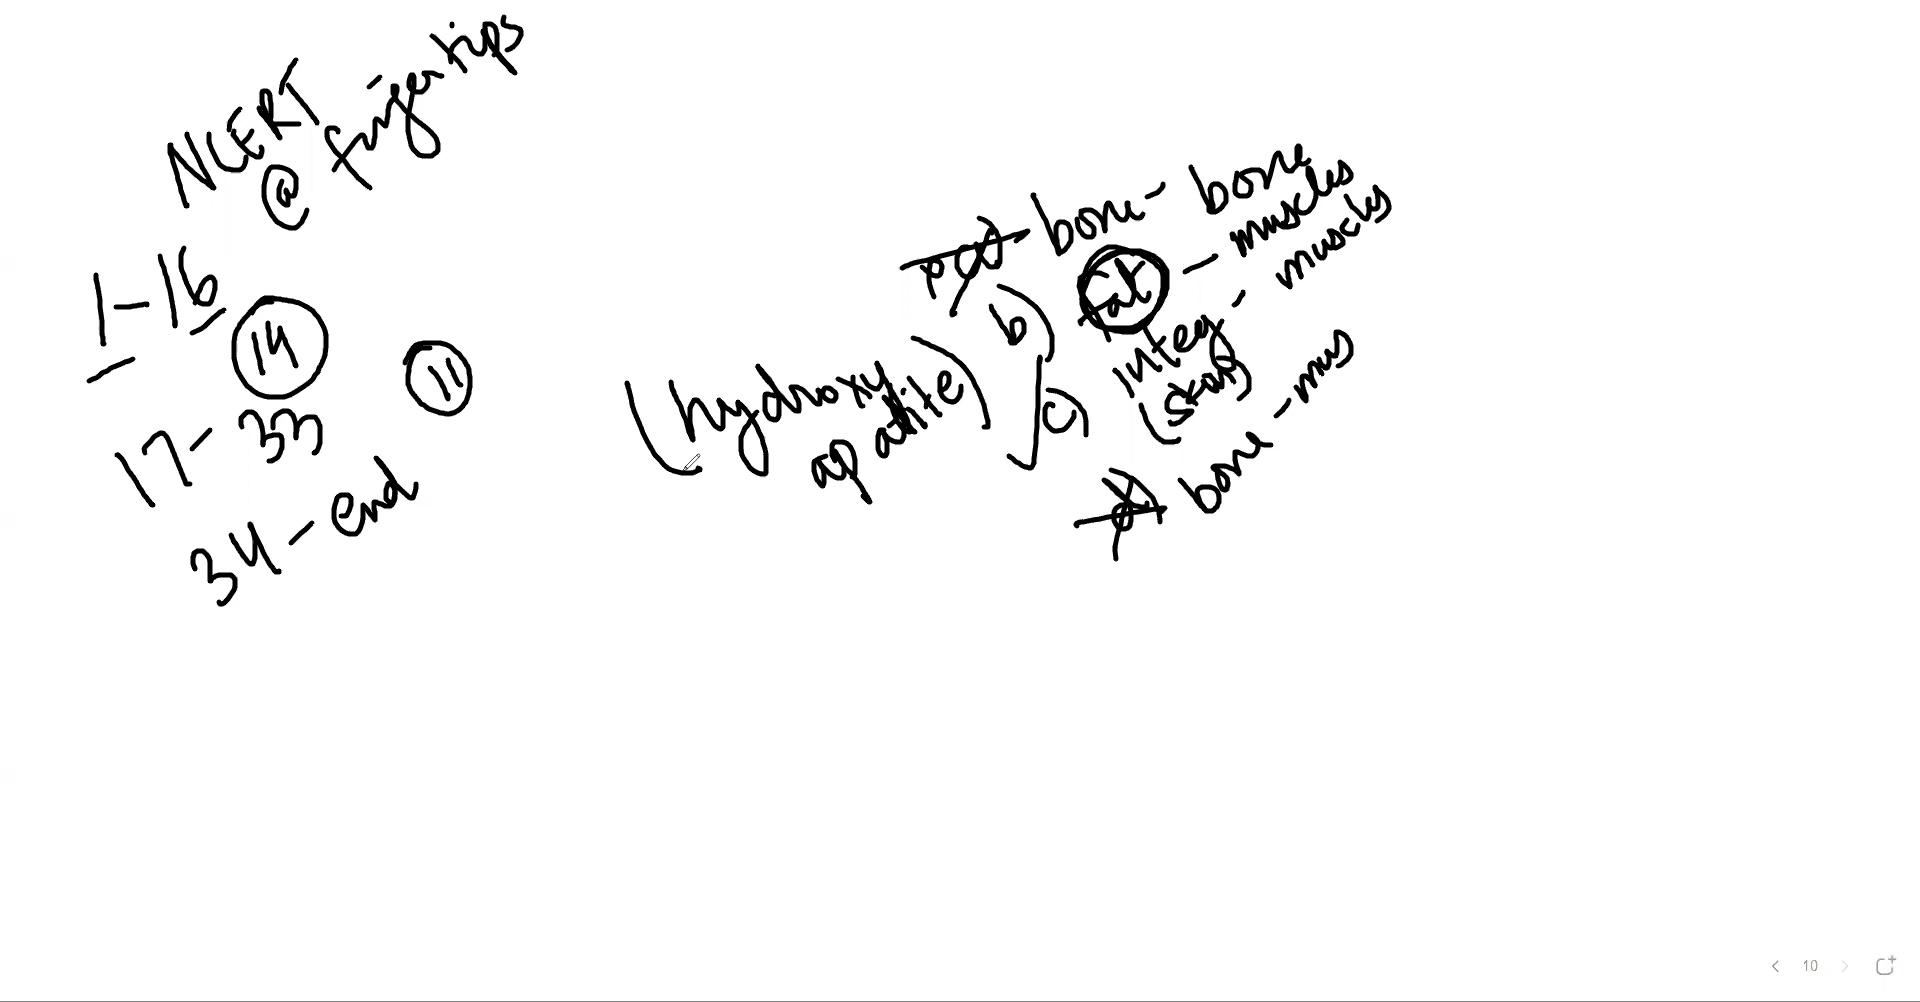 NCERT
@ fingertips
1-16
14
11
17-33
34-end
bone - bone
b) fat - muscles
c) integ - muscles
(skin)
d) bone - mus
(hydroxy
apatite)
10